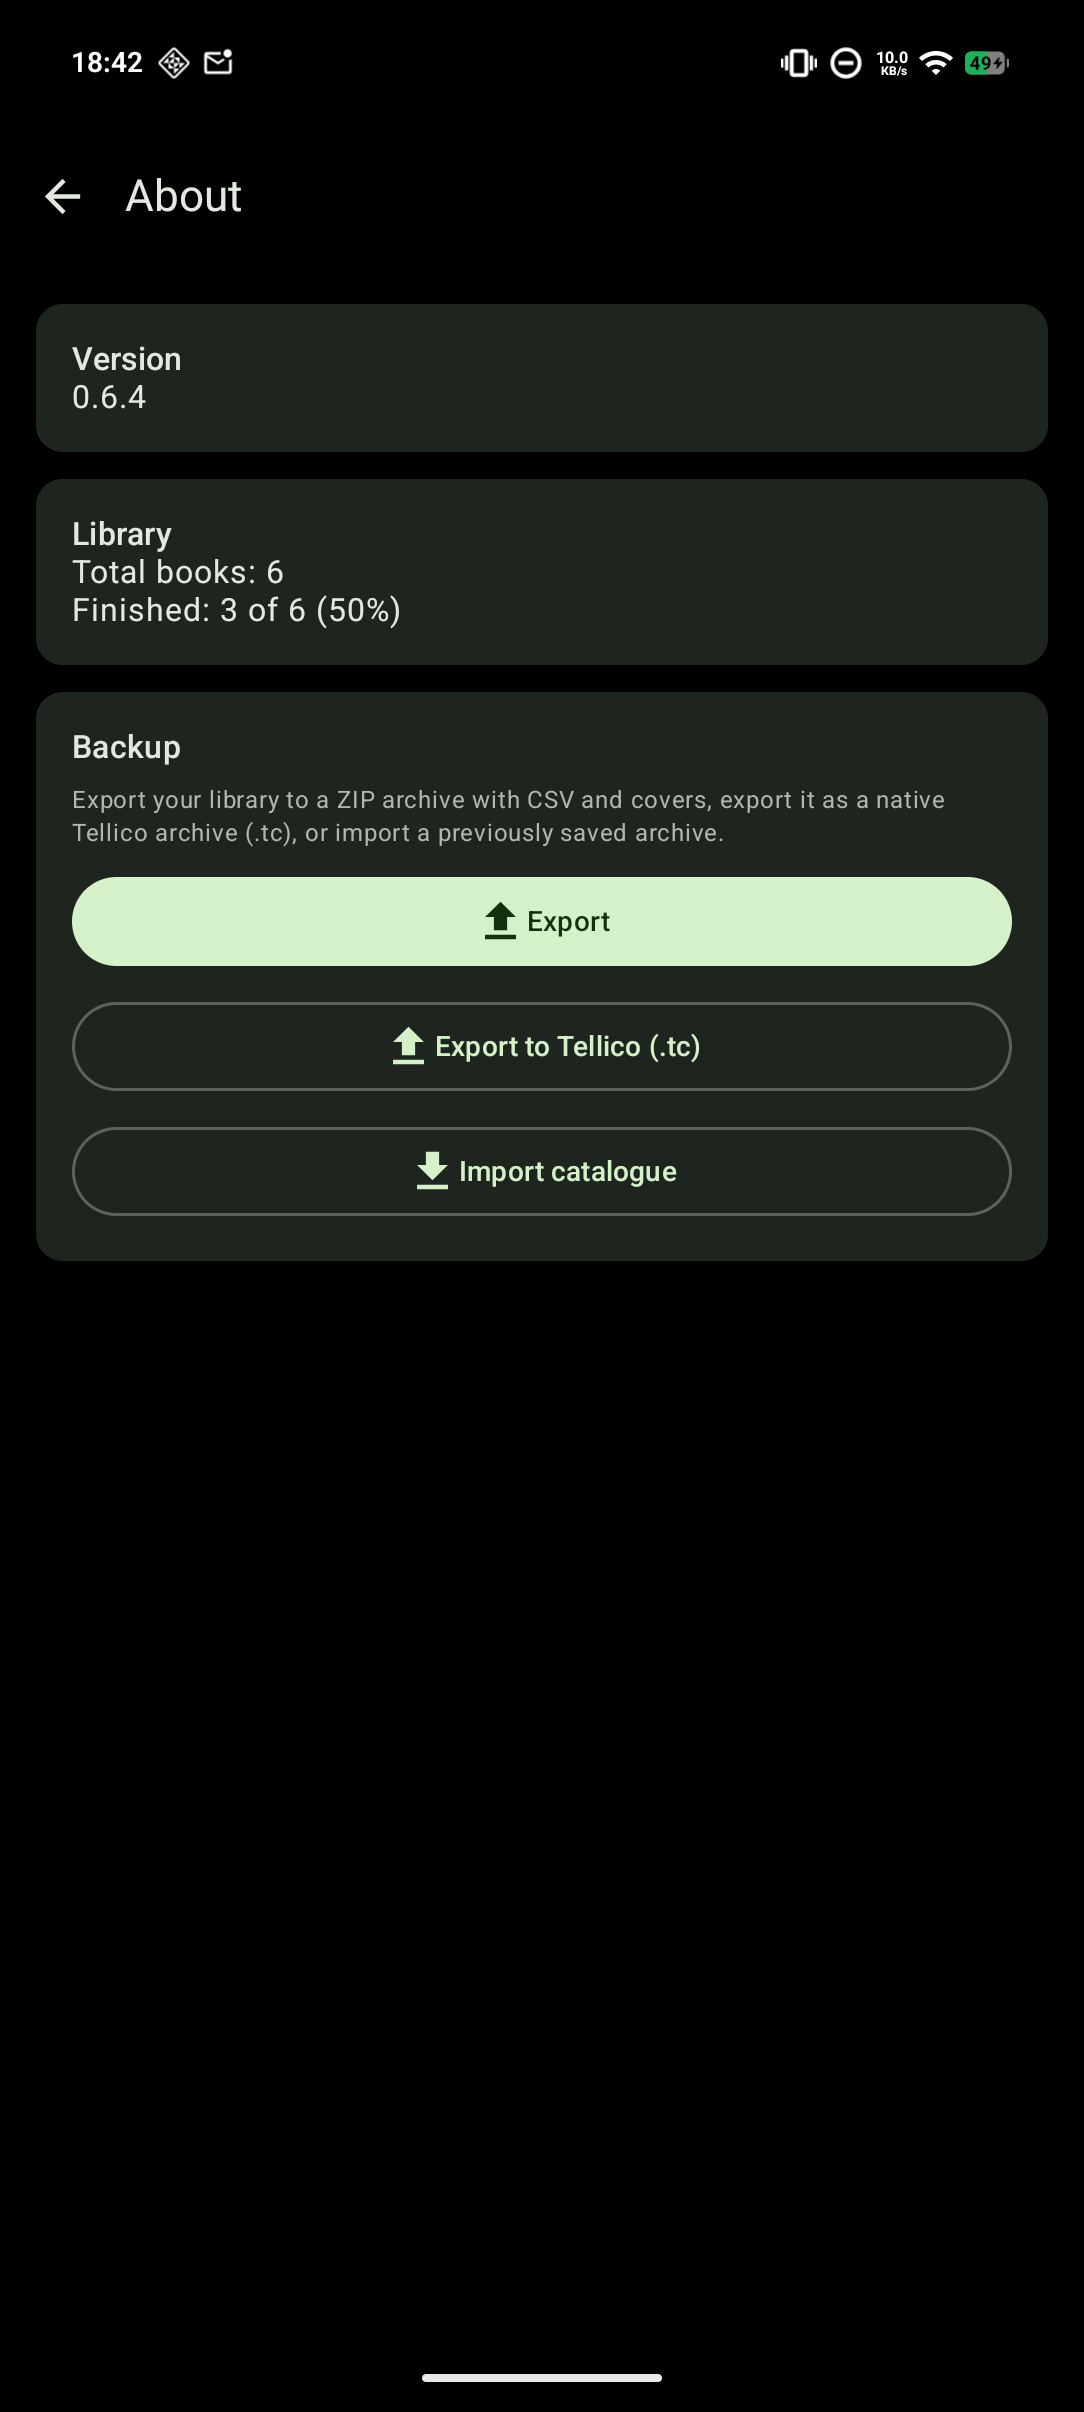 18:42
10.0
KB/s
49
About
Version
0.6.4
Library
Total books: 6
Finished: 3 of 6 (50%)
Backup
Export your library to a ZIP archive with CSV and covers, export it as a native
Tellico archive (.tc), or import a previously saved archive.
Export
Export to Tellico (.tc)
Import catalogue